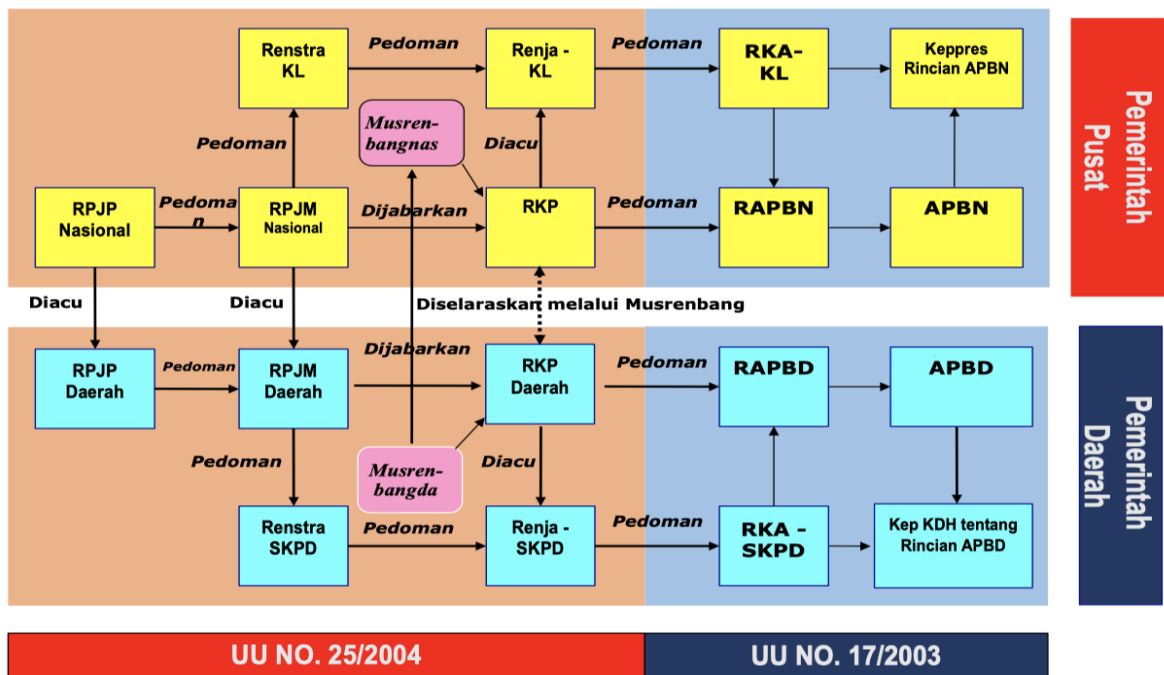 Renstra
KL
Pedoman
Renja -
KL
Pedoman
RKA-
KL
Keppres
Rincian APBN
Pemerintah
Pusat
Musren-
bangnas
Pedoman
Diacu
RPJP
Nasional
Pedoma
n
RPJM
Nasional
Dijabarkan
RKP
Pedoman
RAPBN
APBN
Diacu
Diacu
Diselaraskan melalui Musrenbang
RPJP
Daerah
Pedoman
RPJM
Daerah
Dijabarkan
RKP
Daerah
Pedoman
RAPBD
APBD
Pemerintah
Daerah
Pedoman
Musren-
bangda
Diacu
Renstra
SKPD
Pedoman
Renja -
SKPD
Pedoman
RKA -
SKPD
Kep KDH tentang
Rincian APBD
UU NO. 25/2004
UU NO. 17/2003